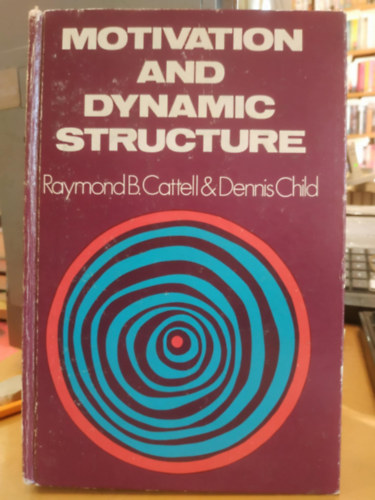 MOTIVATION
AND
DYNAMIC
STRUCTURE
Raymond B. Cattell & Dennis Child